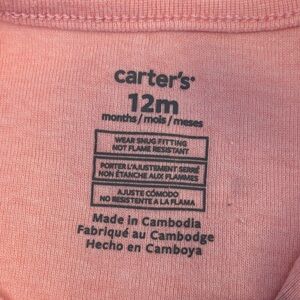 carter's
12m
months / mois / meses
WEAR SNUG FITTING
NOT FLAME RESISTANT
PORTER L'AJUSTEMENT SERRÉ
NON ÉTANCHE AUX FLAMMES
AJUSTE CÓMODO
NO RESISTENTE A LA FLAMA
Made in Cambodia
Fabriqué au Cambodge
Hecho en Camboya